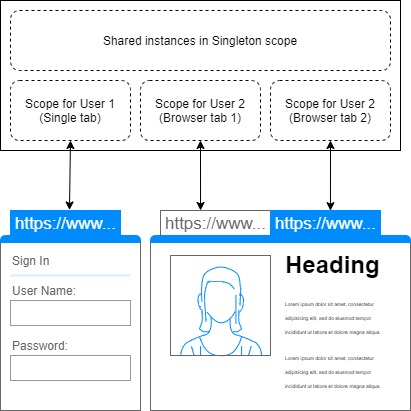 Shared instances in Singleton scope
Scope for User 1
(Single tab)
Scope for User 2
(Browser tab 1)
Scope for User 2
(Browser tab 2)
https://www...
https://www...
https://www...
Sign In
User Name:
Password:
Heading
Lorem ipsum dolor sit amet, consectetur
adipisicing elit, sed do eiusmod tempor
incididunt ut labore et dolore magna aliqua.
Lorem ipsum dolor sit amet, consectetur
adipisicing elit, sed do eiusmod tempor
incididunt ut labore et dolore magna aliqua.